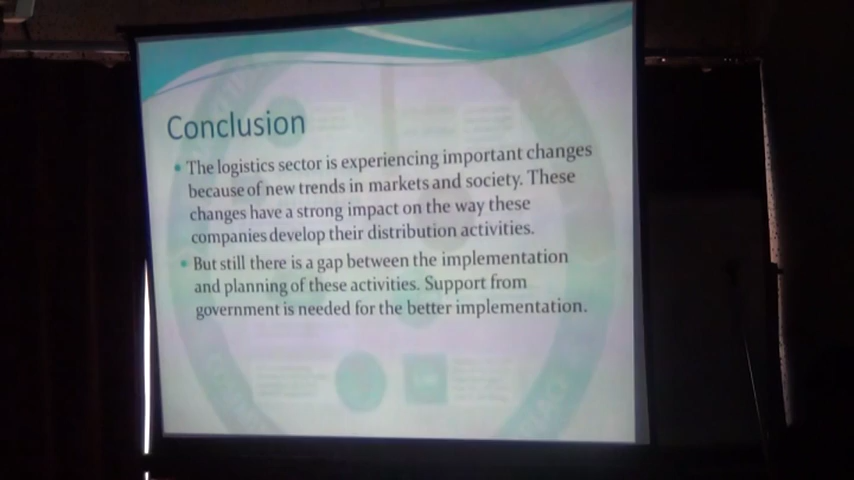 Conclusion
• The logistics sector is experiencing important changes
because of new trends in markets and society. These
changes have a strong impact on the way these
companies develop their distribution activities.
• But still there is a gap between the implementation
and planning of these activities. Support from
government is needed for the better implementation.